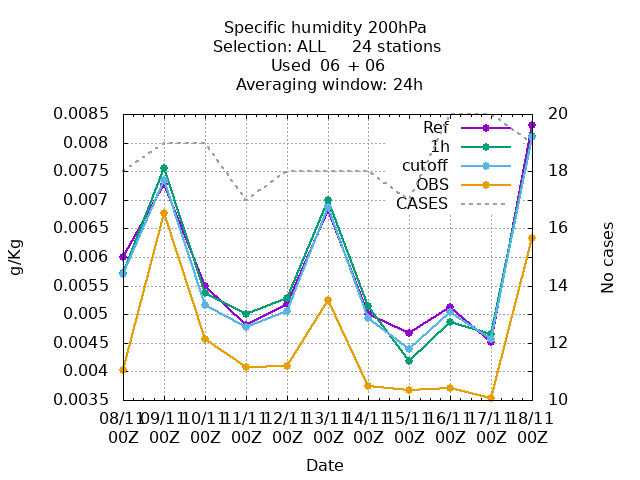 Specific humidity 200hPa
Selection: ALL     24 stations
Used  06 + 06
Averaging window: 24h
g/Kg
0.0085
0.008
0.0075
0.007
0.0065
0.006
0.0055
0.005
0.0045
0.004
0.0035
Ref
1h
cutoff
OBS
CASES
20
18
16
14
12
10
No cases
08/11 09/11 10/11 11/11 12/11 13/11 14/11 15/11 16/11 17/11 18/11
00Z 00Z 00Z 00Z 00Z 00Z 00Z 00Z 00Z 00Z 00Z
Date